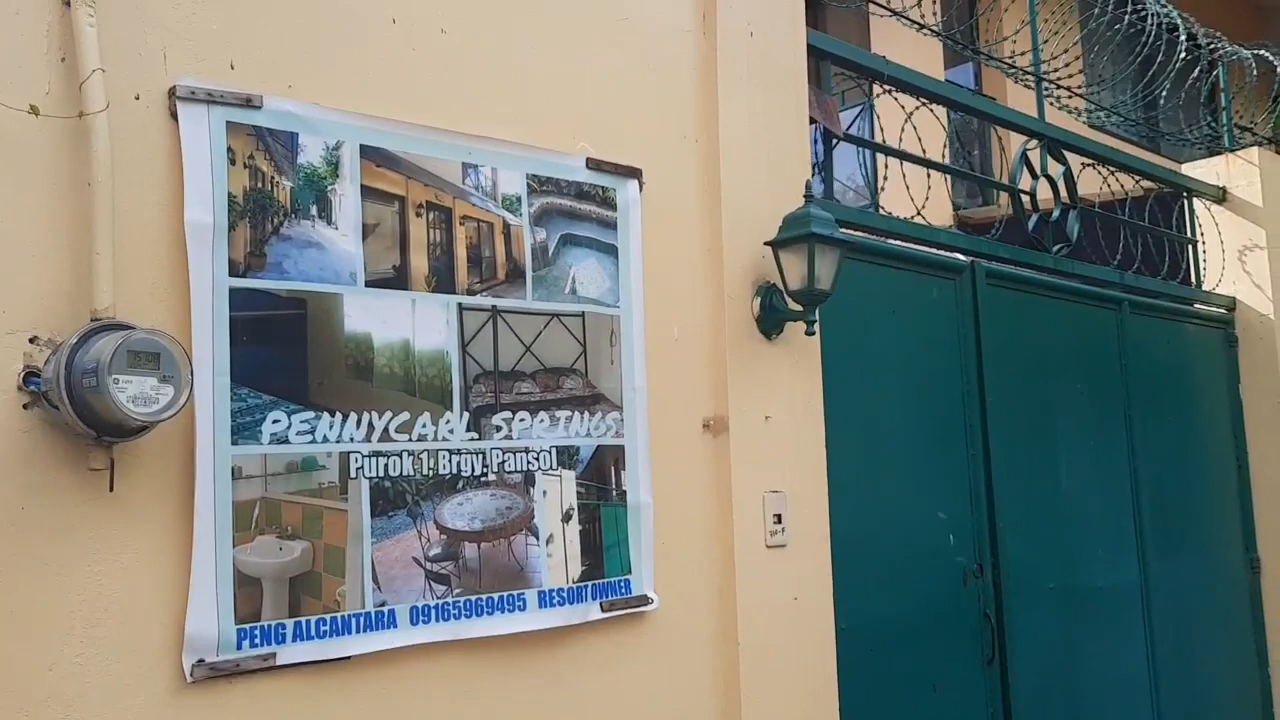 PENNYCARL SPRINGS
Purok 1, Brgy. Pansol
PENG ALCANTARA 09165969495 RESORT OWNER